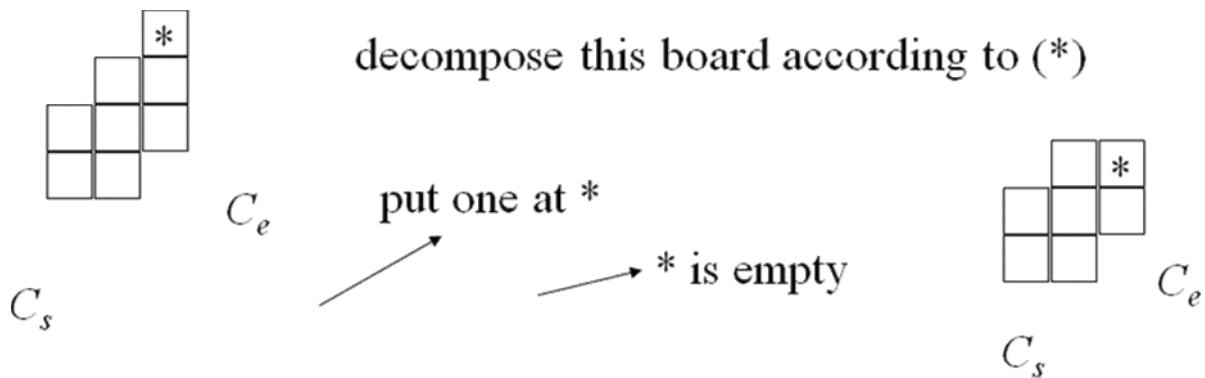 *
decompose this board according to (*)
*
put one at *
C_e
* is empty
C_e
C_s
C_s